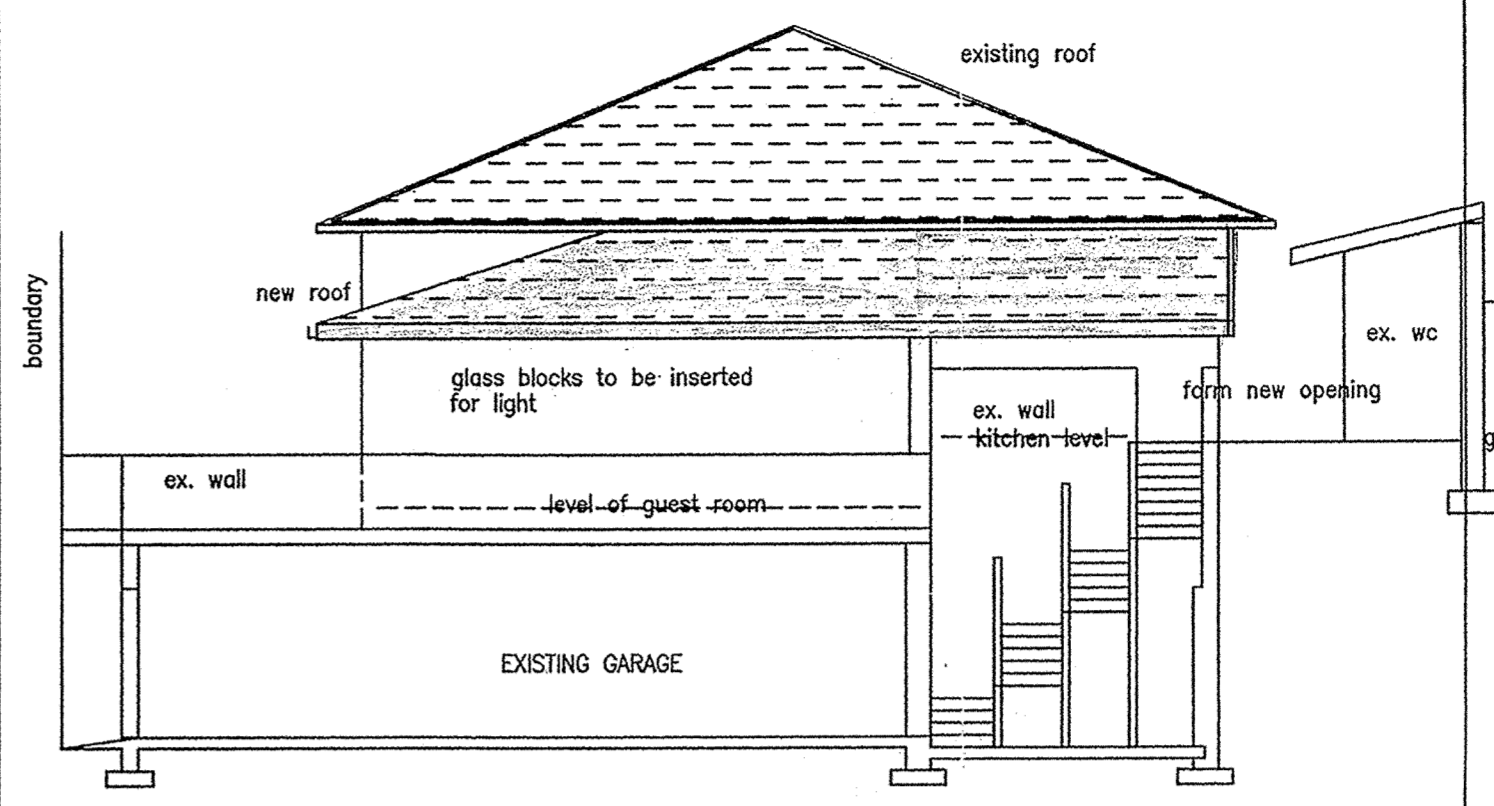 existing roof
new roof
boundary
ex. wc
glass blocks to be inserted
for light
form new opening
ex. wall
kitchen level
ex. wall
level of guest room
EXISTING GARAGE